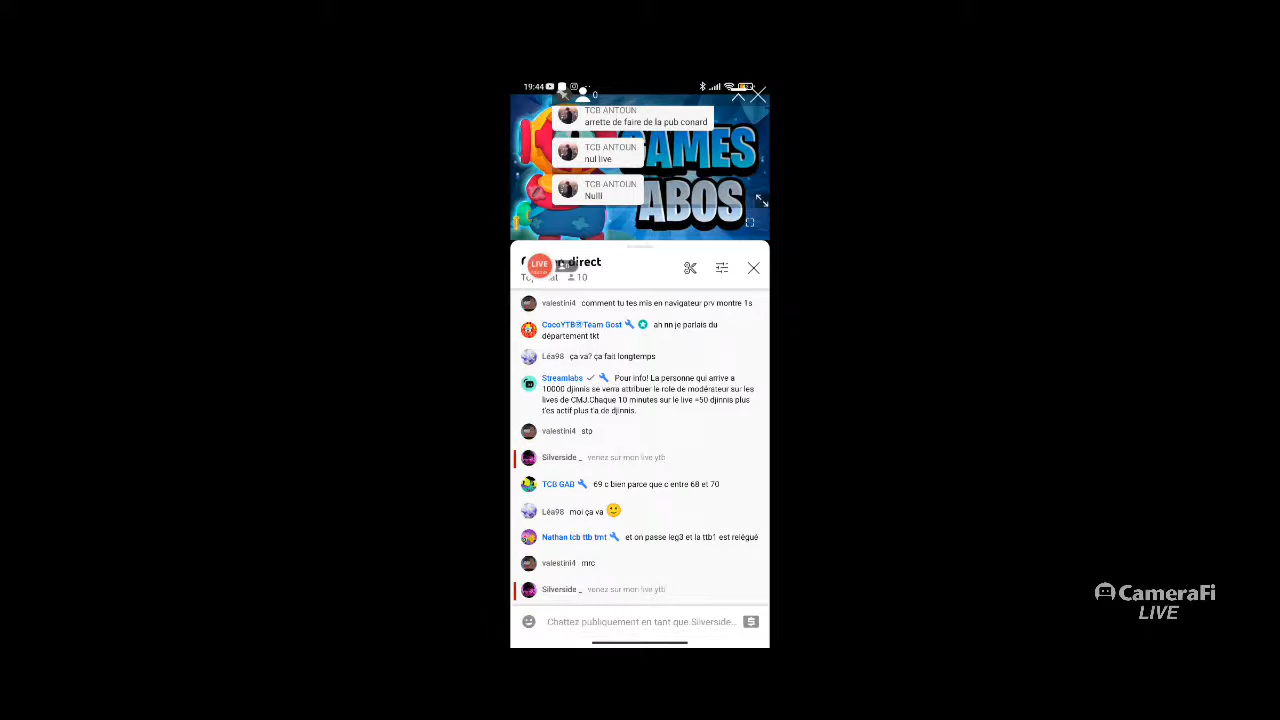 19:44
0
TCB ANTOUN
arrette de faire de la pub conard
TCB ANTOUN
nul live
TCB ANTOUN
Nulll
GAMES
ABOS
LIVE
direct
10
valestini4 comment tu tes mis en navigateur prv montre 1s
CocoYTB®Team Gost ah nn je parlais du
département tkt
Léa98 ça va? ça fait longtemps
Streamlabs Pour info! La personne qui arrive a
10000 djinnis se verra attribuer le role de modérateur sur les
lives de CMJ.Chaque 10 minutes sur le live =50 djinnis plus
t'es actif plus t'a de djinnis.
valestini4 stp
Silverside _ venez sur mon live ytb
TCB GAB 69 c bien parce que c entre 68 et 70
Léa98 moi ça va
Nathan tcb ttb tmt et on passe leg3 et la ttb1 est relégué
valestini4 mrc
Silverside _ venez sur mon live ytb
Chattez publiquement en tant que Silverside...
CameraFi
LIVE